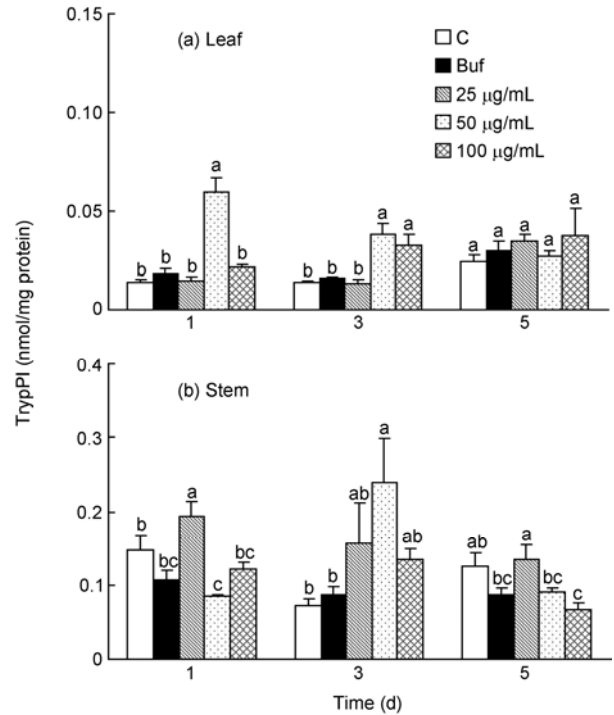 0.15
(a) Leaf
C
Buf
25 μg/mL
50 μg/mL
100 μg/mL
0.10
0.05
0
b b b a b
b b b a a
a a a a a
1 3 5
TrypPI (nmol/mg protein)
0.4
(b) Stem
0.3
0.2
0.1
0
b bc a c bc
b b ab a ab
ab bc a bc c
1 3 5
Time (d)